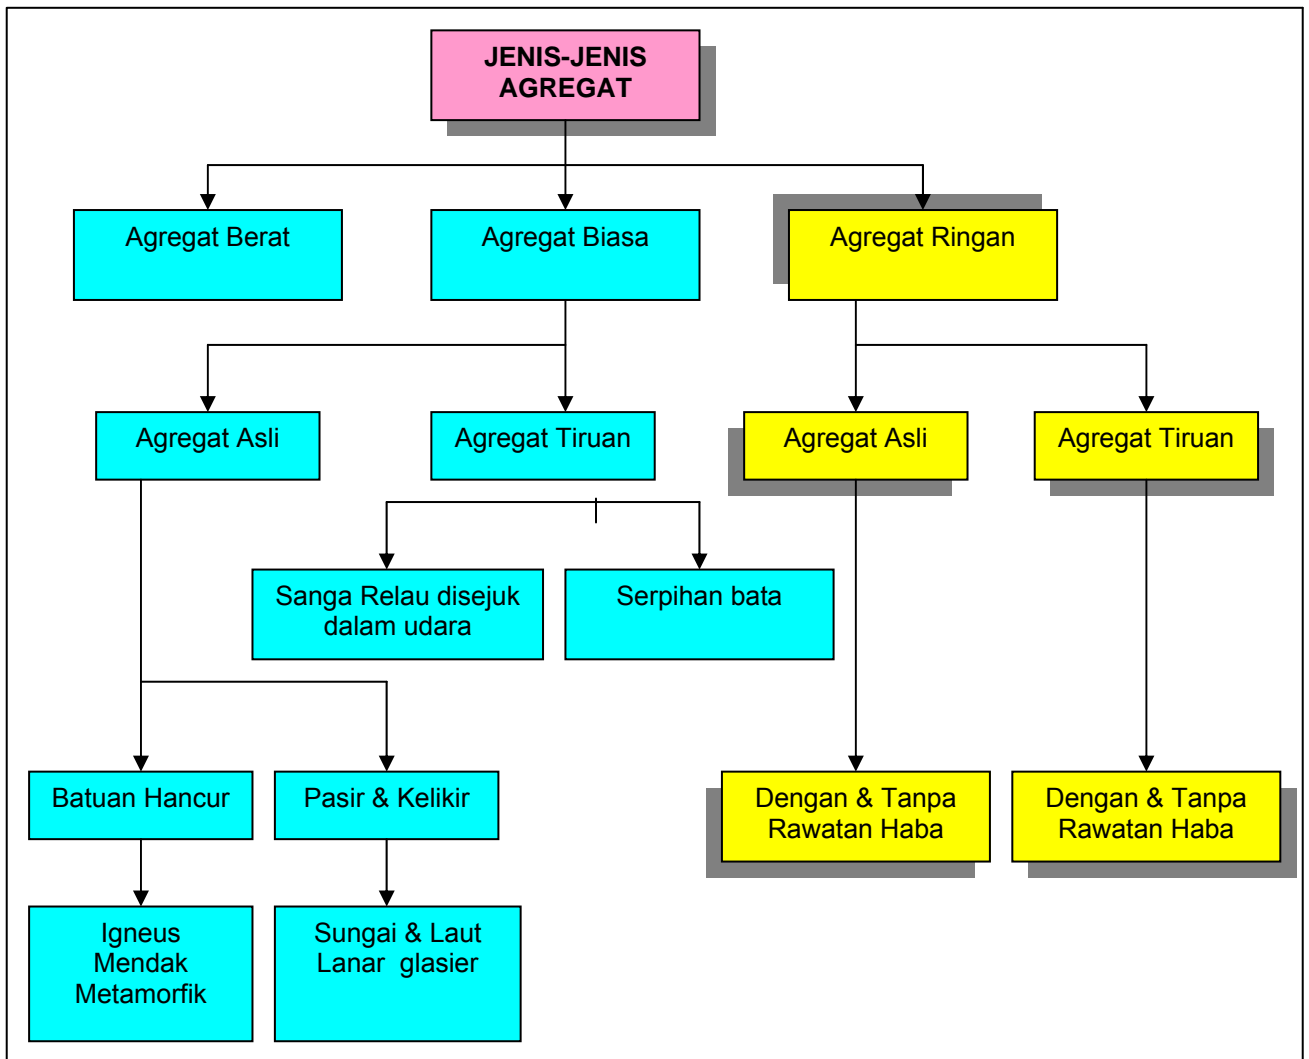 JENIS-JENIS
AGREGAT
Agregat Berat
Agregat Biasa
Agregat Ringan
Agregat Asli
Agregat Tiruan
Agregat Asli
Agregat Tiruan
Sanga Relau disejuk
dalam udara
Serpihan bata
Batuan Hancur
Pasir & Kelikir
Dengan & Tanpa
Rawatan Haba
Dengan & Tanpa
Rawatan Haba
Igneus
Mendak
Metamorfik
Sungai & Laut
Lanar glasier